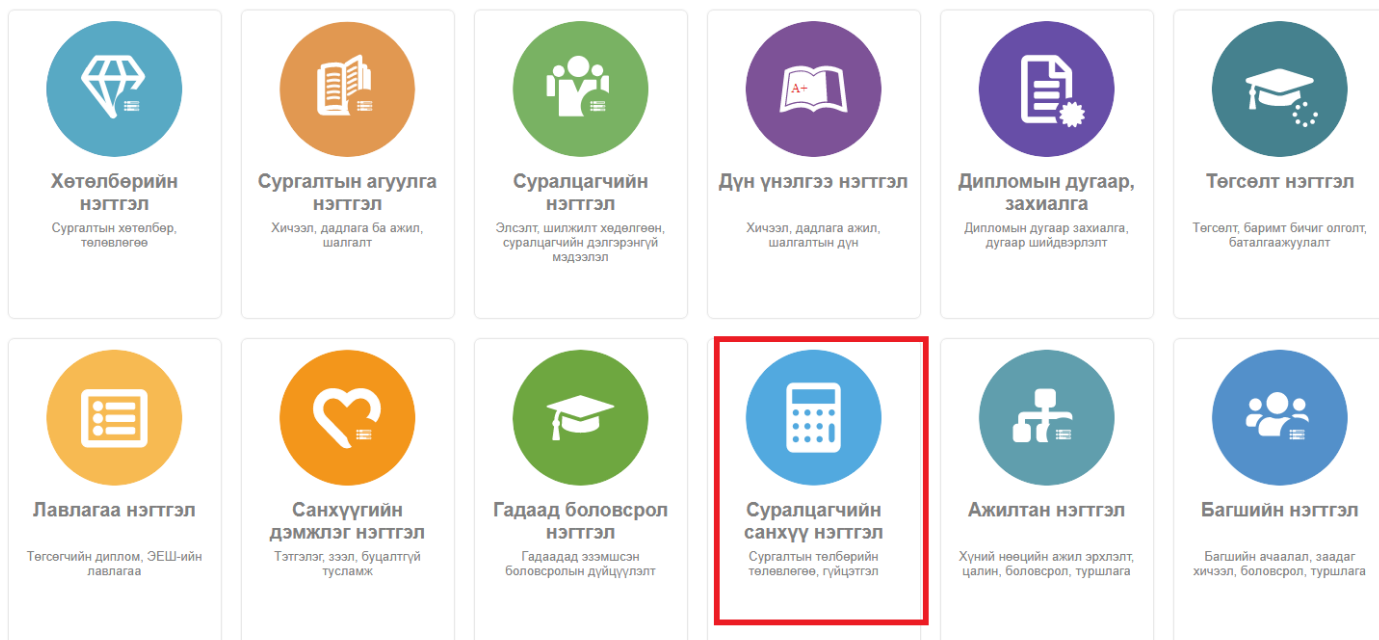 A+
Хөтөлбөрийн
нэгтгэл
Сургалтын хөтөлбөр,
төлөвлөгөө
Сургалтын агуулга
нэгтгэл
Хичээл, дадлага ба ажил,
шалгалт
Суралцагчийн
нэгтгэл
Элсэлт, шилжилт хөдөлгөөн,
суралцагчийн дэлгэрэнгүй
мэдээлэл
Дүн үнэлгээ нэгтгэл
Хичээл, дадлага ажил,
шалгалтын дүн
Дипломын дугаар,
захиалга
Дипломын дугаар захиалга,
дугаар шийдвэрлэлт
Төгсөлт нэгтгэл
Төгсөлт, баримт бичиг олголт,
баталгаажуулалт
Лавлагаа нэгтгэл
Төгсөгчийн диплом, ЭЕШ-ийн
лавлагаа
Санхүүгийн
дэмжлэг нэгтгэл
Тэтгэлэг, зээл, буцалтгүй
тусламж
Гадаад боловсрол
нэгтгэл
Гадаадад эзэмшсэн
боловсролын дүйцүүлэлт
Суралцагчийн
санхүү нэгтгэл
Сургалтын төлбөрийн
төлөвлөгөө, гүйцэтгэл
Ажилтан нэгтгэл
Хүний нөөцийн ажил эрхлэлт,
цалин, боловсрол, туршлага
Багшийн нэгтгэл
Багшийн ачаалал, заадаг
хичээл, боловсрол, туршлага